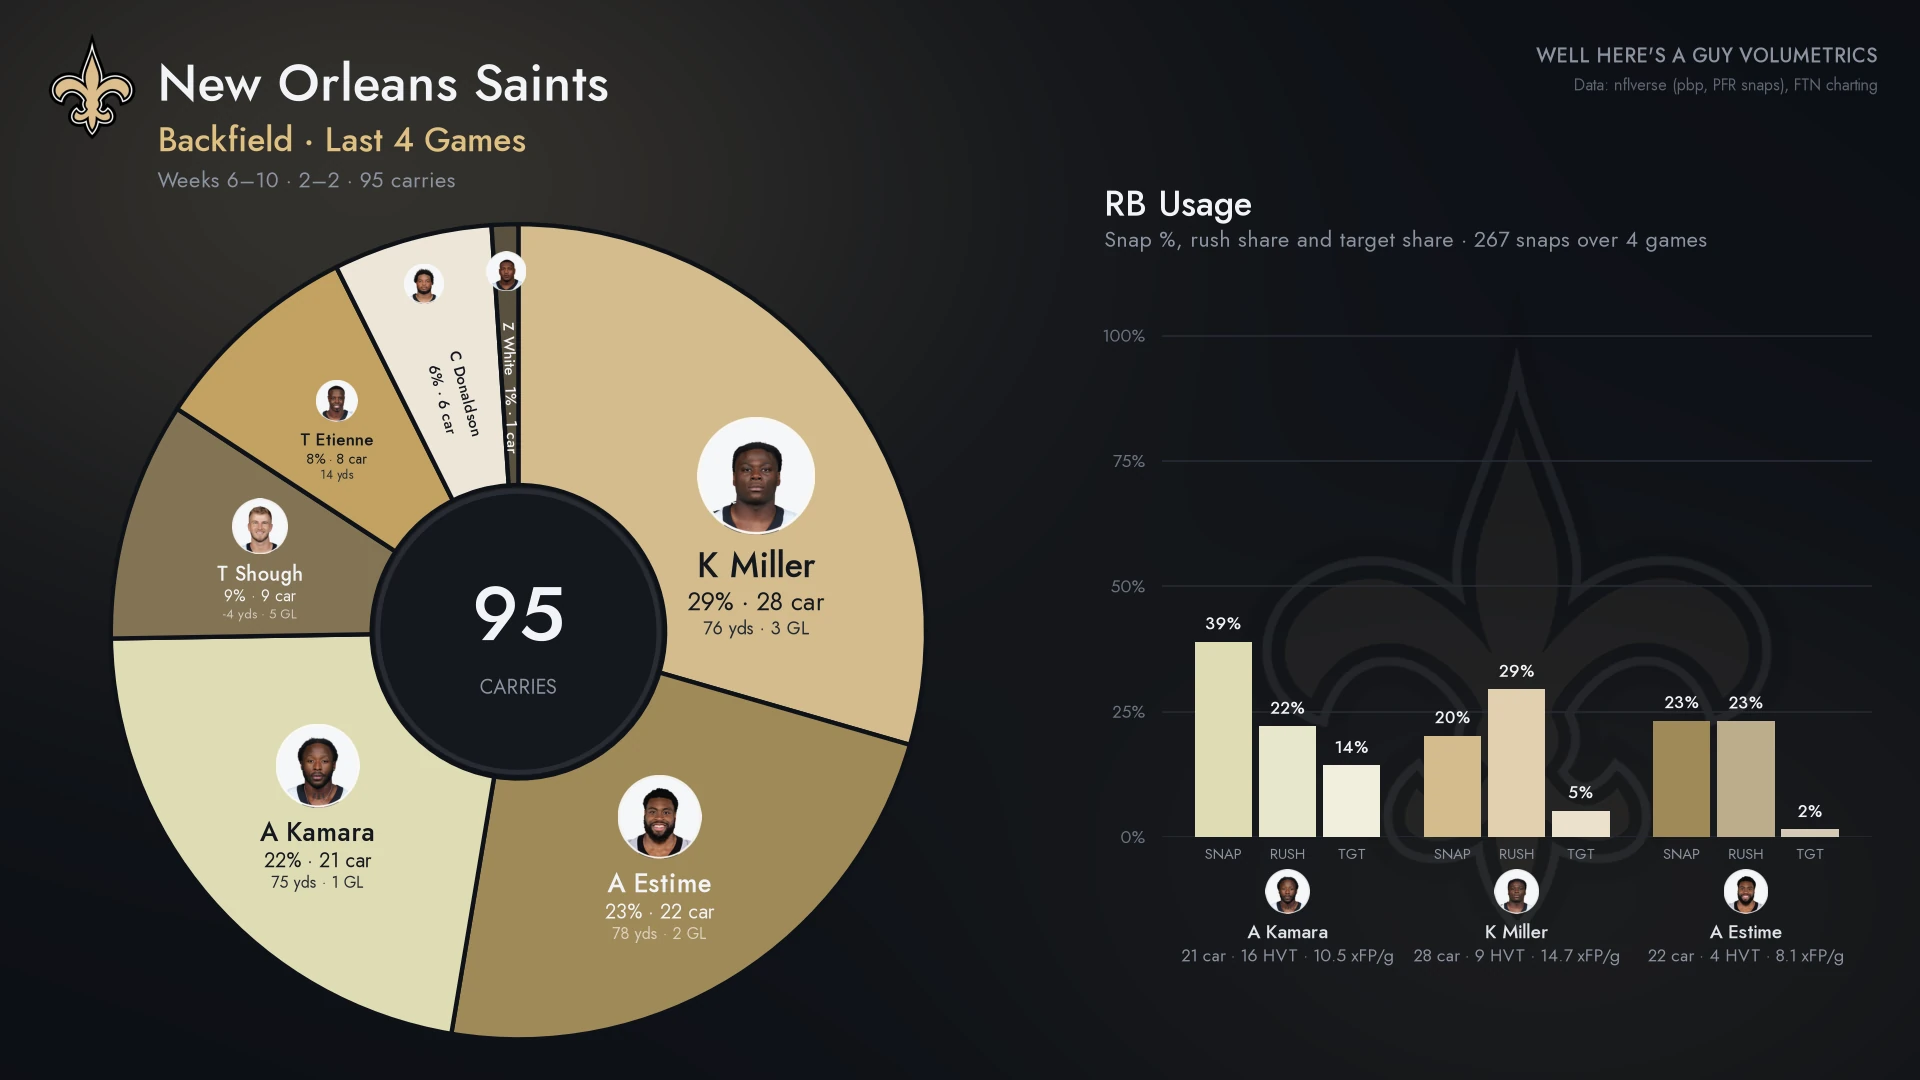 New Orleans Saints
Backfield · Last 4 Games
Weeks 6–10 · 2–2 · 95 carries
WELL HERE'S A GUY VOLUMETRICS
Data: nflverse (pbp, PFR snaps), FTN charting
K Miller
29% · 28 car
76 yds · 3 GL
A Estime
23% · 22 car
78 yds · 2 GL
A Kamara
22% · 21 car
75 yds · 1 GL
T Shough
9% · 9 car
-4 yds · 5 GL
T Etienne
8% · 8 car
14 yds
C Donaldson
6% · 6 car
Z White 1% · 1 car
95
CARRIES
RB Usage
Snap %, rush share and target share · 267 snaps over 4 games
100%
75%
50%
25%
0%
39%
22%
14%
20%
29%
5%
23%
23%
2%
SNAP RUSH TGT
SNAP RUSH TGT
SNAP RUSH TGT
A Kamara
21 car · 16 HVT · 10.5 xFP/g
K Miller
28 car · 9 HVT · 14.7 xFP/g
A Estime
22 car · 4 HVT · 8.1 xFP/g